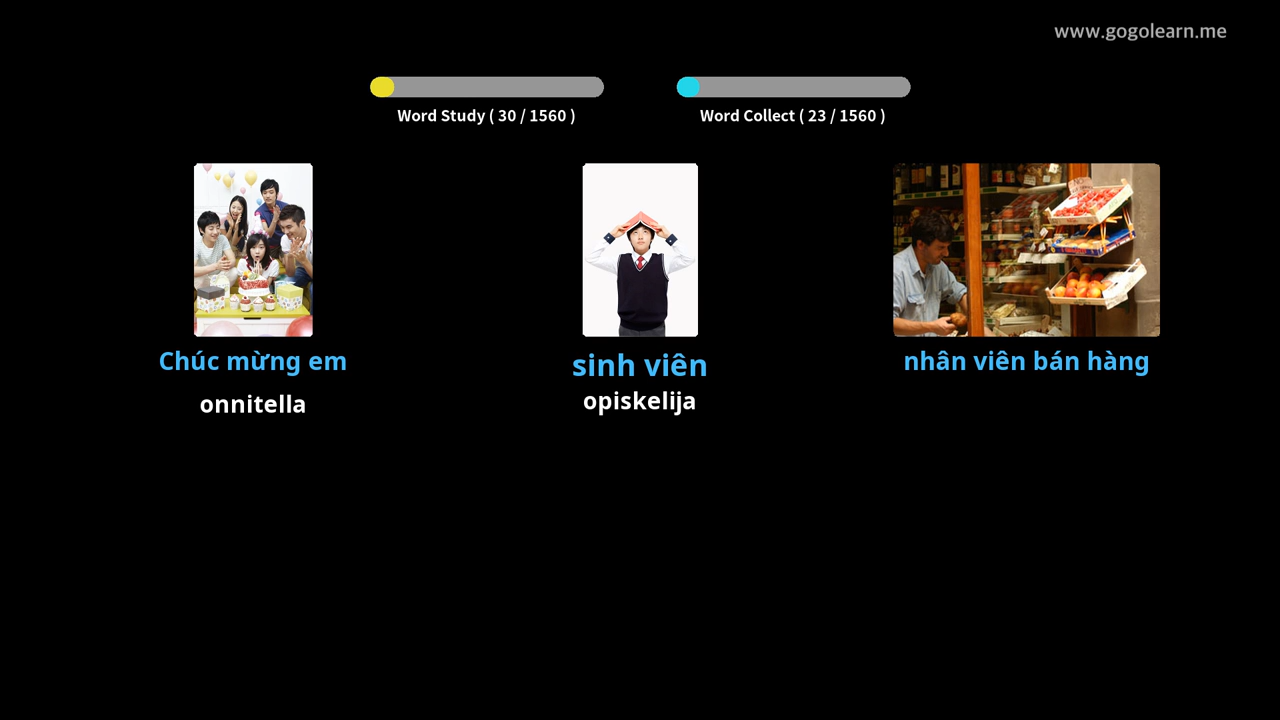 www.gogolearn.me
Word Study ( 30 / 1560 )
Word Collect ( 23 / 1560 )
Chúc mừng em
onnitella
sinh viên
opiskelija
nhân viên bán hàng